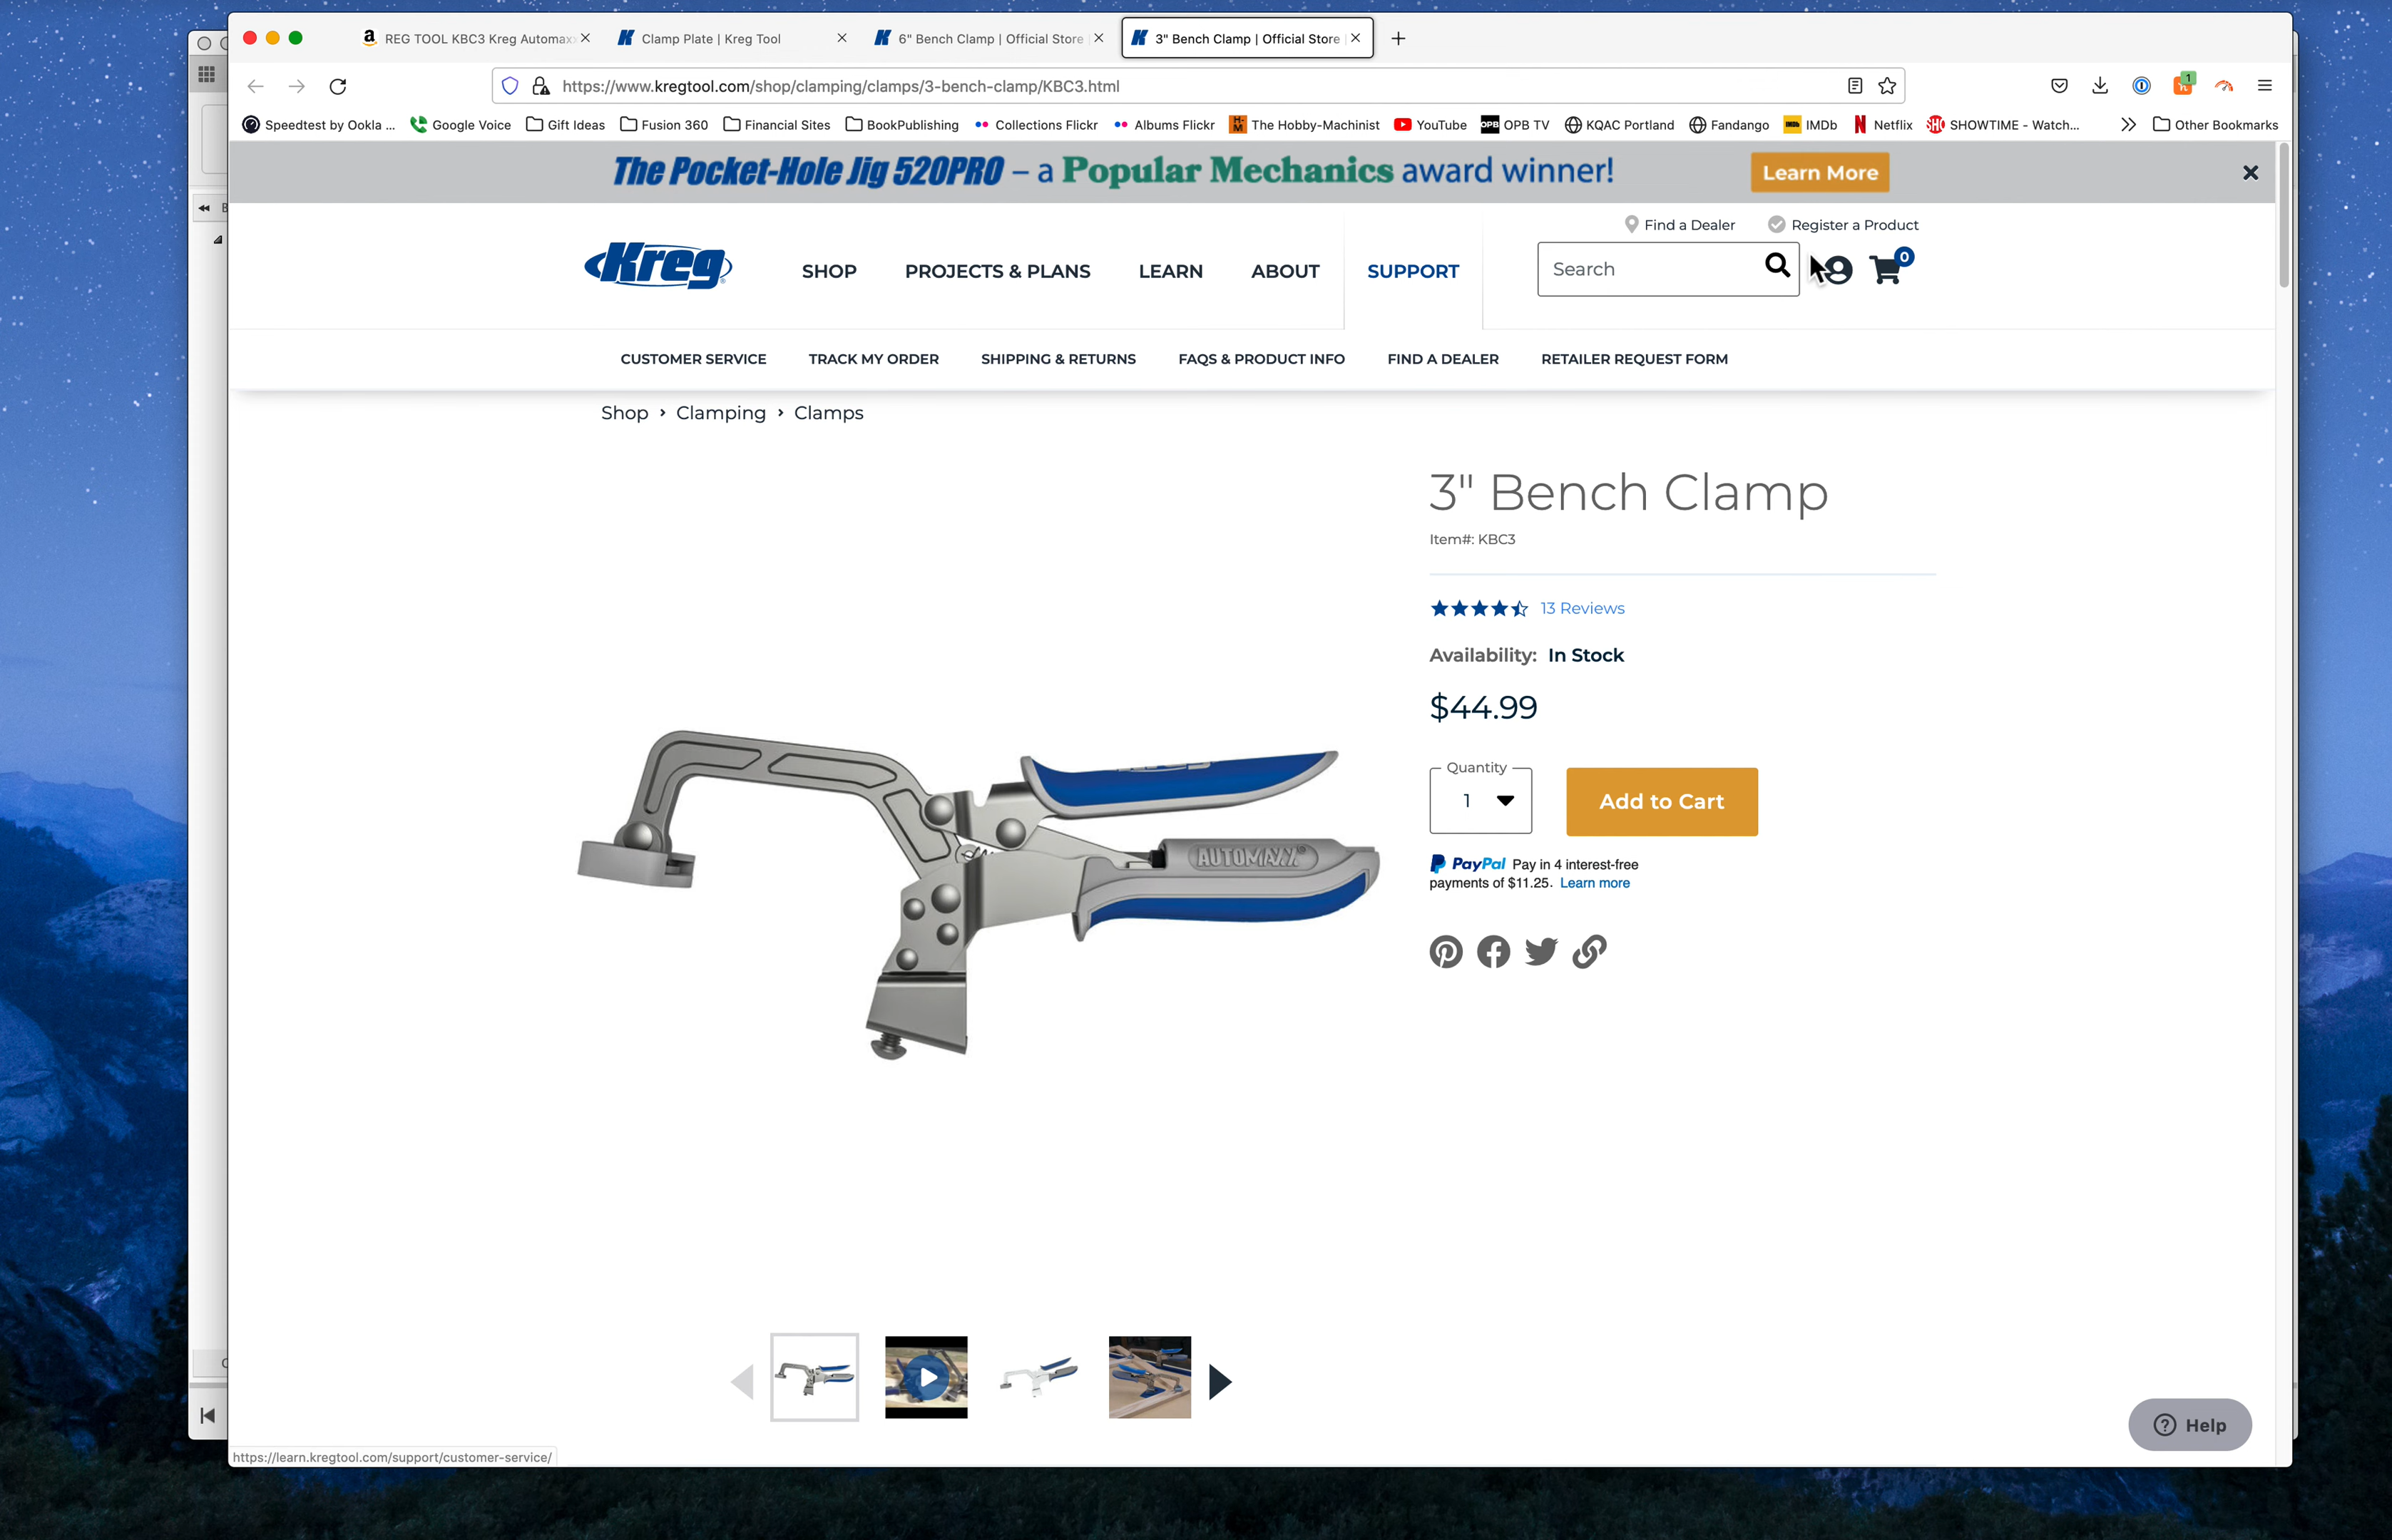 REG TOOL KBC3 Kreg Automax
Clamp Plate | Kreg Tool
6" Bench Clamp | Official Store
3" Bench Clamp | Official Store
https://www.kregtool.com/shop/clamping/clamps/3-bench-clamp/KBC3.html
1
Speedtest by Ookla ...
Google Voice
Gift Ideas
Fusion 360
Financial Sites
BookPublishing
Collections Flickr
Albums Flickr
H-M
The Hobby-Machinist
YouTube
OPB
OPB TV
KQAC Portland
Fandango
IMDb
IMDb
Netflix
SHO
SHOWTIME - Watch...
Other Bookmarks
The Pocket-Hole Jig 520PRO – a Popular Mechanics award winner!
Learn More
Find a Dealer
Register a Product
Kreg
SHOP
PROJECTS & PLANS
LEARN
ABOUT
SUPPORT
Search
0
CUSTOMER SERVICE
TRACK MY ORDER
SHIPPING & RETURNS
FAQS & PRODUCT INFO
FIND A DEALER
RETAILER REQUEST FORM
Shop › Clamping › Clamps
3" Bench Clamp
Item#: KBC3
13 Reviews
Availability: In Stock
$44.99
Quantity
1
Add to Cart
AUTOMAXX®
PayPal Pay in 4 interest-free
payments of $11.25. Learn more
Help
https://learn.kregtool.com/support/customer-service/